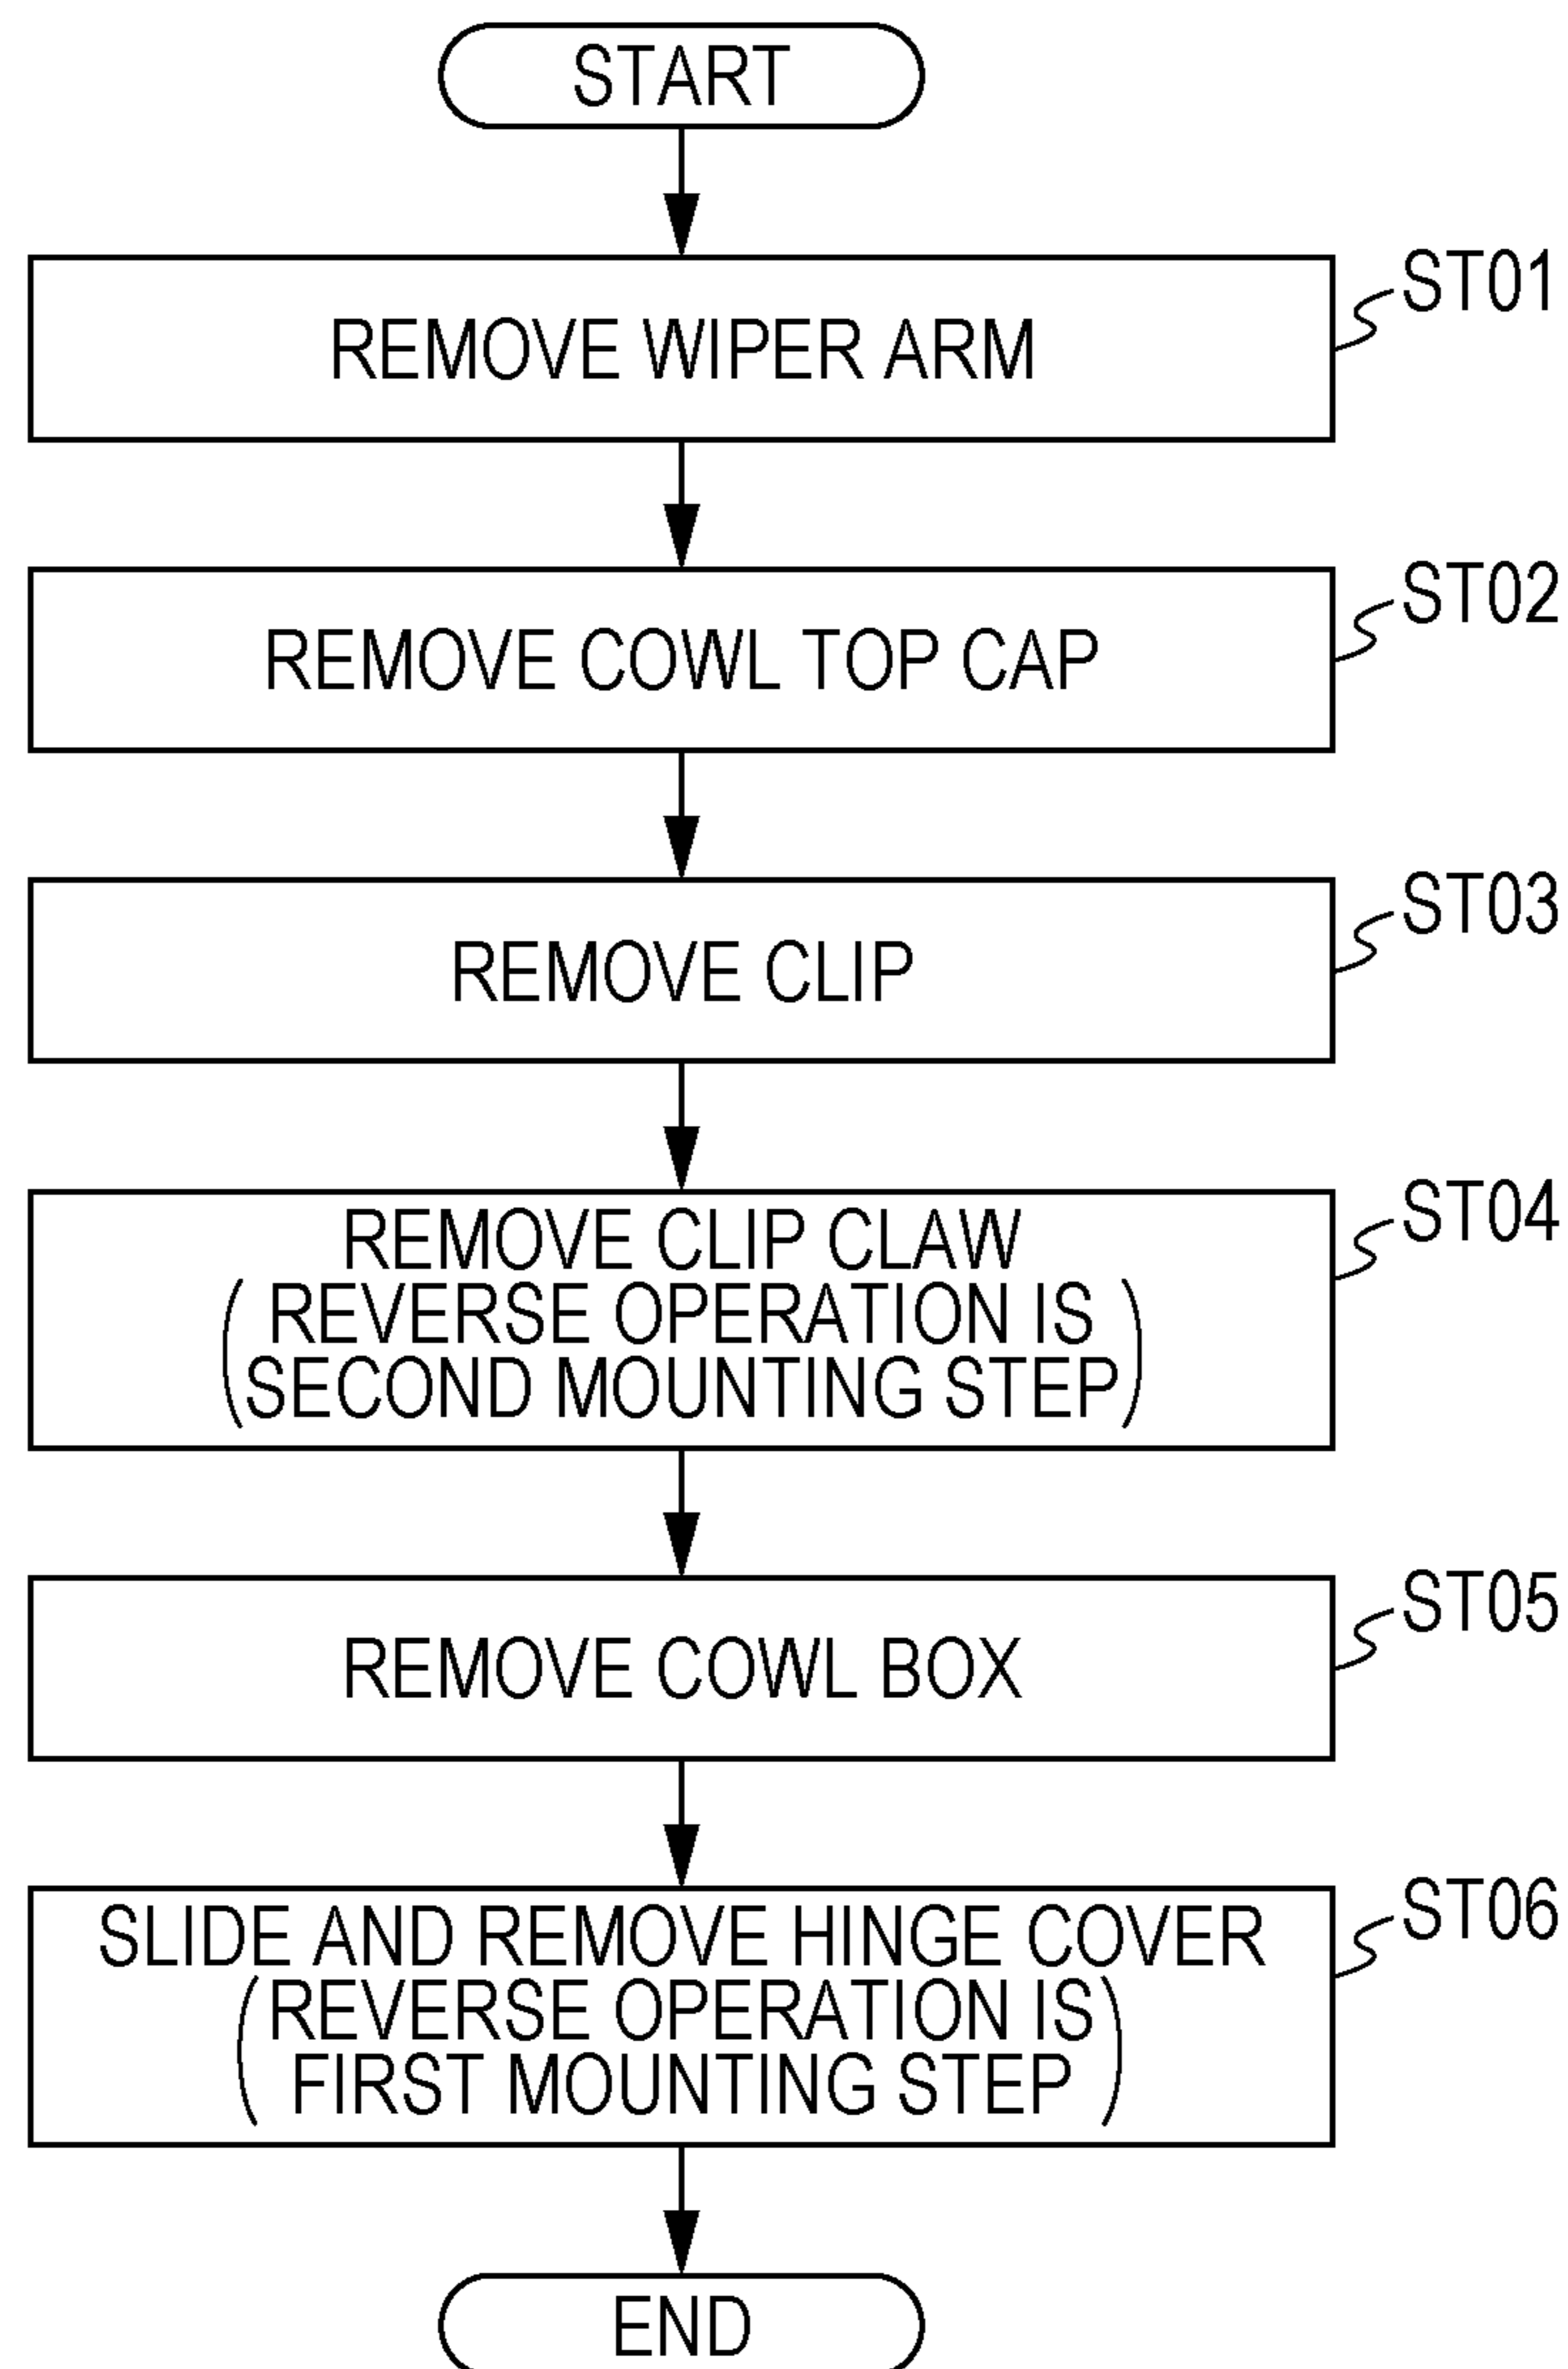 START
ST01
REMOVE WIPER ARM
ST02
REMOVE COWL TOP CAP
ST03
REMOVE CLIP
ST04
REMOVE CLIP CLAW
(REVERSE OPERATION IS
SECOND MOUNTING STEP)
ST05
REMOVE COWL BOX
ST06
SLIDE AND REMOVE HINGE COVER
(REVERSE OPERATION IS
FIRST MOUNTING STEP)
END